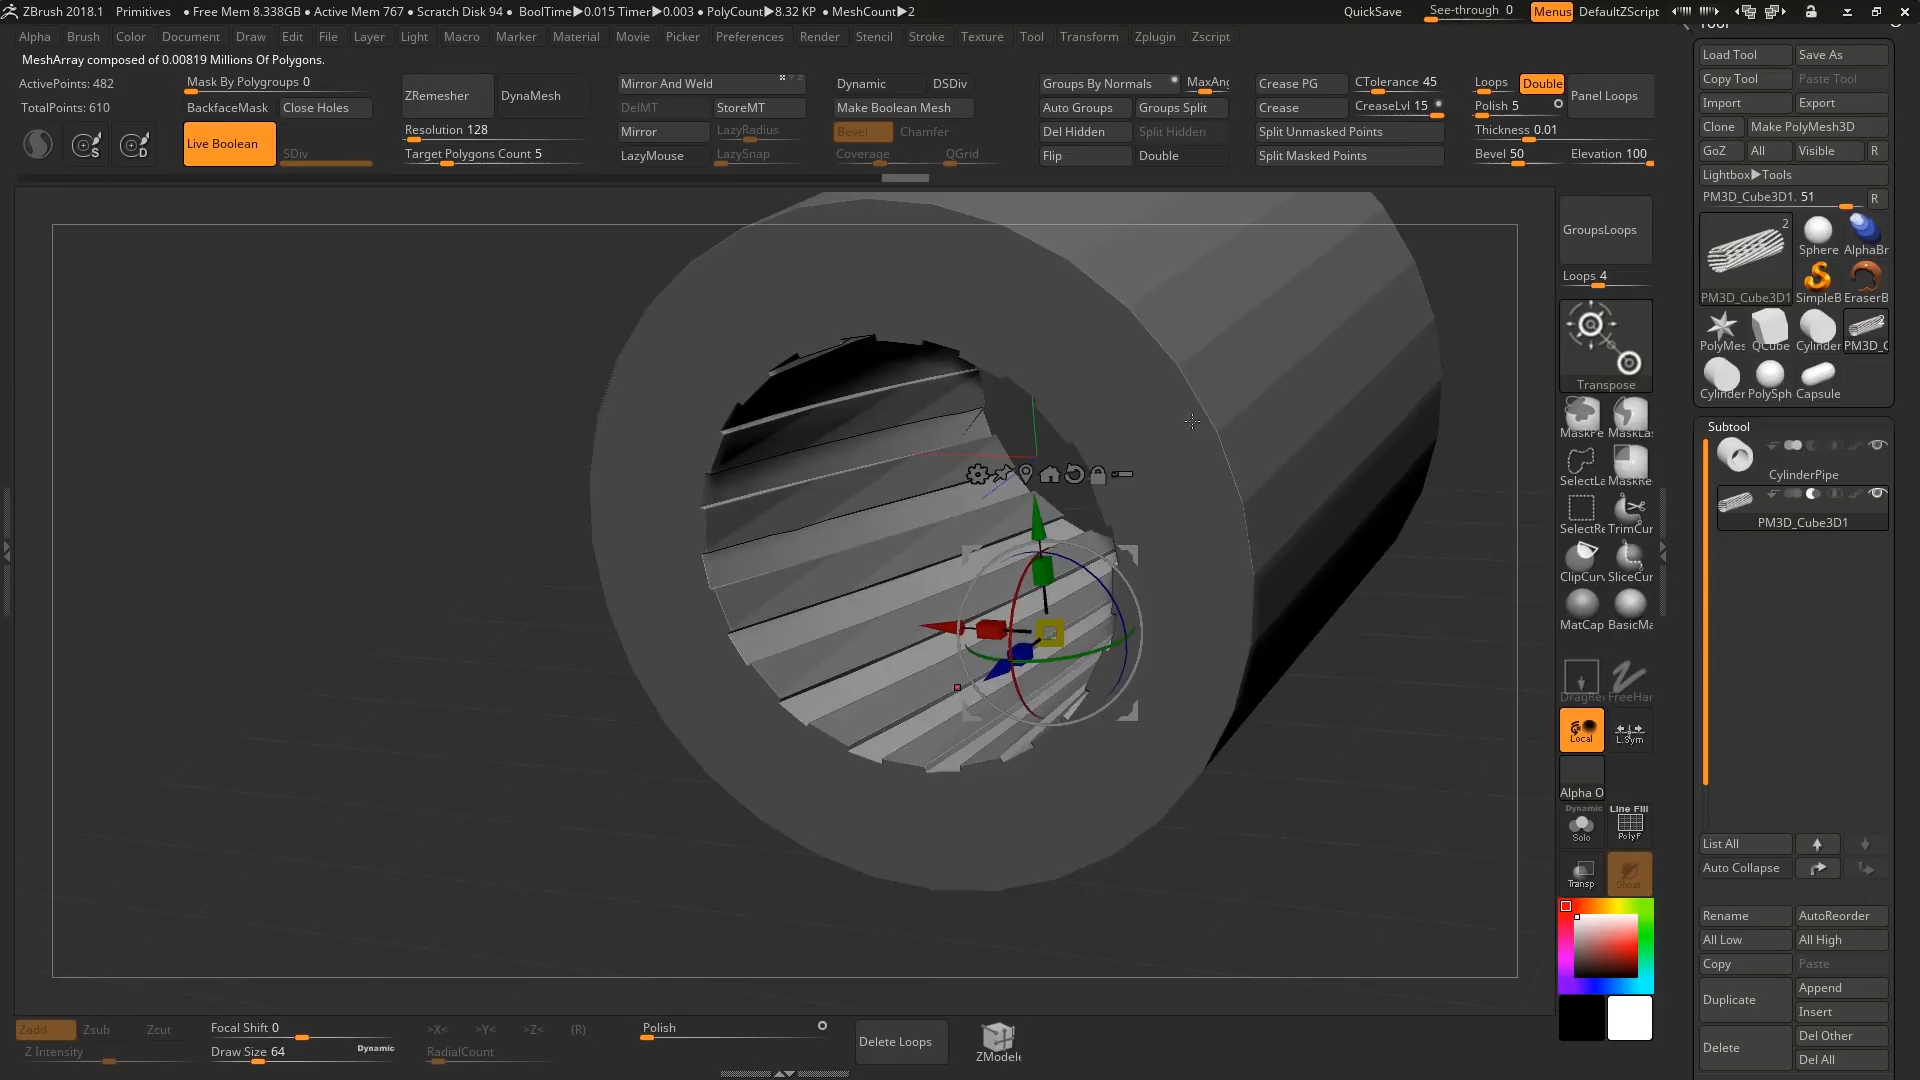 ZBrush 2018.1 Primitives • Free Mem 8.338GB • Active Mem 767 • Scratch Disk 94 • BoolTime▶0.015 Timer▶0.003 • PolyCount▶8.32 KP • MeshCount▶2 QuickSave See-through 0 Menus DefaultZScript
Alpha Brush Color Document Draw Edit File Layer Light Macro Marker Material Movie Picker Preferences Render Stencil Stroke Texture Tool Transform Zplugin Zscript
MeshArray composed of 0.00819 Millions Of Polygons.
ActivePoints: 482
TotalPoints: 610
Mask By Polygroups 0
BackfaceMask Close Holes
Live Boolean
SDiv
ZRemesher DynaMesh
Resolution 128
Target Polygons Count 5
Mirror And Weld
DelMT StoreMT
Mirror LazyRadius
LazyMouse LazySnap
Dynamic DSDiv
Make Boolean Mesh
Bevel Chamfer
Coverage QGrid
Groups By Normals MaxAng
Auto Groups Groups Split
Del Hidden Split Hidden
Flip Double
Crease PG CTolerance 45
Crease CreaseLvl 15
Split Unmasked Points
Split Masked Points
Loops Double
Polish 5
Panel Loops
Thickness 0.01
Bevel 50 Elevation 100
GroupsLoops
Loops 4
Transpose
MaskPe MaskLa
SelectLa MaskRe
SelectRe TrimCur
ClipCurv SliceCur
MatCap BasicMa
DragRe FreeHan
Local L.Sym
Alpha O
Dynamic Line Fill
Solo PolyF
Transp Ghost
Tool
Load Tool Save As
Copy Tool Paste Tool
Import Export
Clone Make PolyMesh3D
GoZ All Visible R
Lightbox▶Tools
PM3D_Cube3D1. 51 R
2
Sphere AlphaBr
PM3D_Cube3D1 SimpleB EraserB
2
PolyMes QCube Cylinder PM3D_C
Cylinder PolySph Capsule
Subtool
CylinderPipe
PM3D_Cube3D1
List All
Auto Collapse
Rename AutoReorder
All Low All High
Copy Paste
Duplicate Append
Insert
Delete Del Other
Del All
Zadd Zsub Zcut
Z Intensity
Focal Shift 0
Draw Size 64 Dynamic
>X< >Y< >Z< (R)
RadialCount
Polish
Delete Loops
ZModele